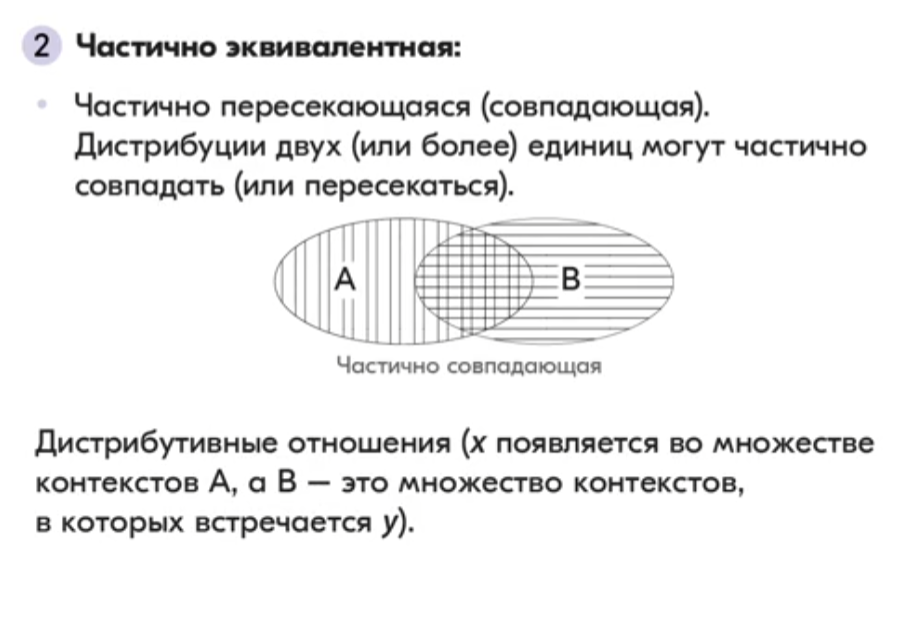 2 Частично эквивалентная:
• Частично пересекающаяся (совпадающая).
Дистрибуции двух (или более) единиц могут частично
совпадать (или пересекаться).
A B
Частично совпадающая
Дистрибутивные отношения (x появляется во множестве
контекстов A, а B — это множество контекстов,
в которых встречается y).